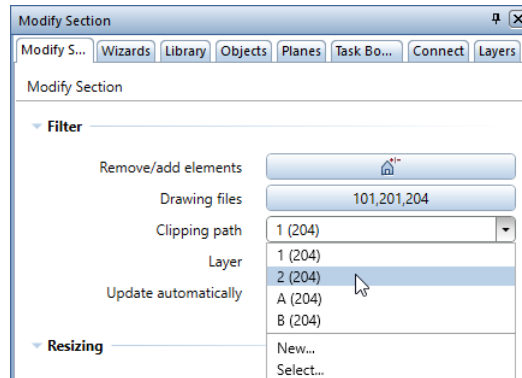 Modify Section
Modify S... Wizards Library Objects Planes Task Bo... Connect Layers
Modify Section
Filter
Remove/add elements
Drawing files 101,201,204
Clipping path 1 (204)
1 (204)
Layer
2 (204)
Update automatically
A (204)
B (204)
Resizing
New...
Select...